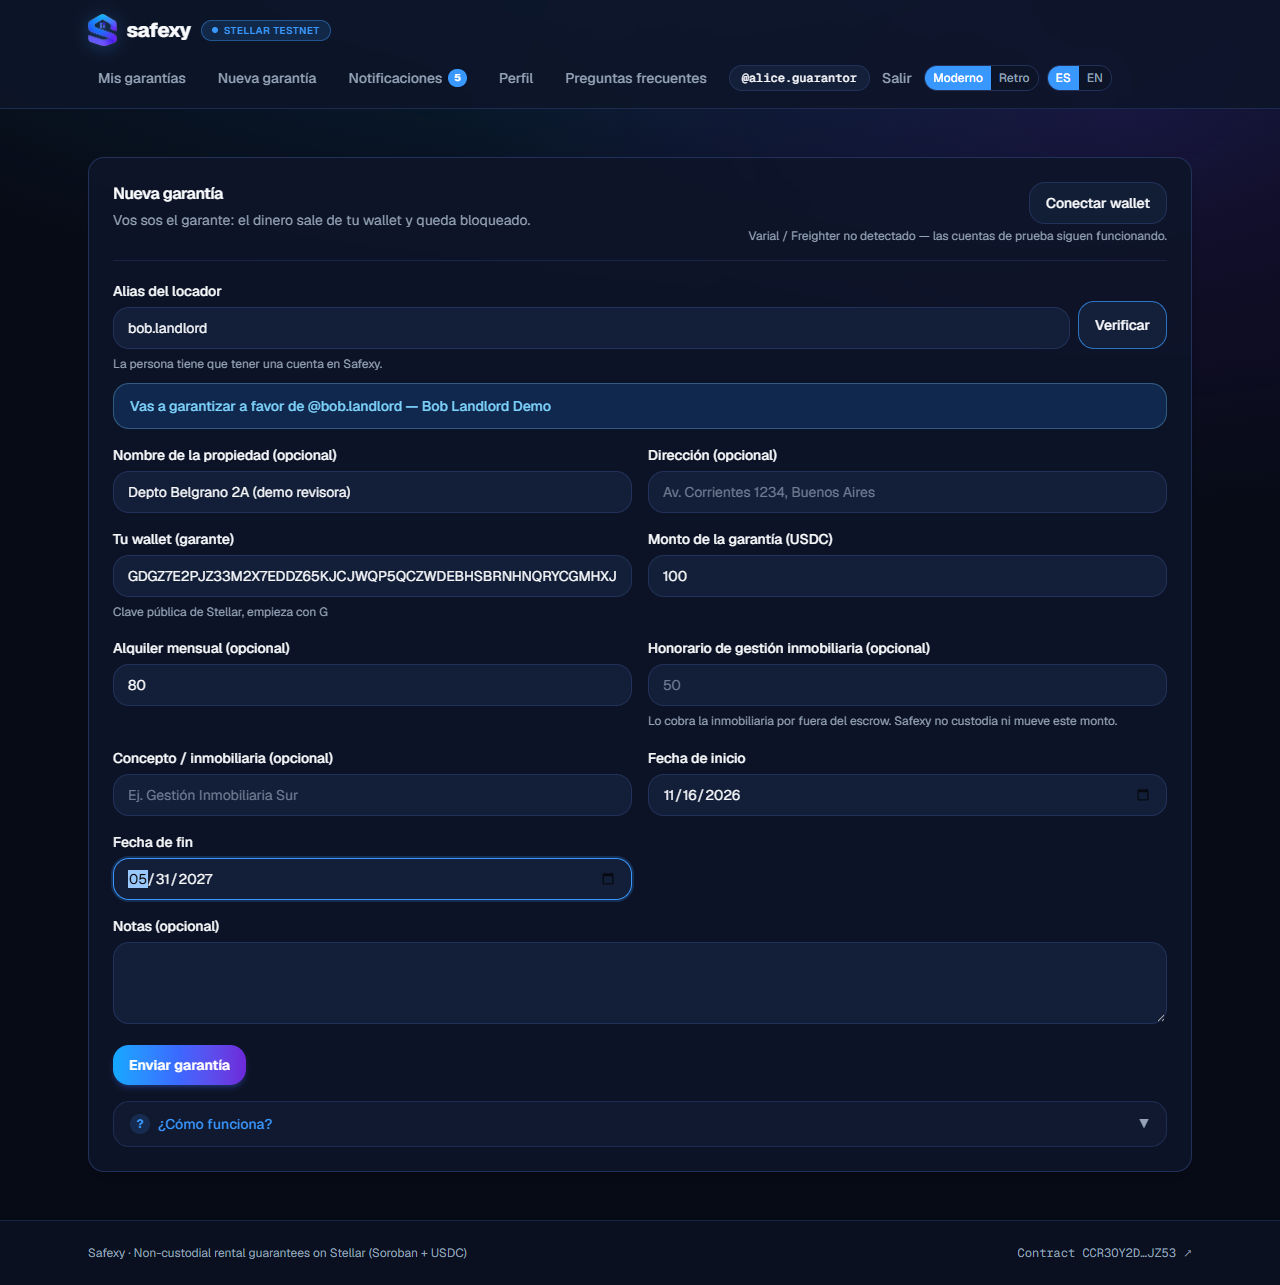 safexy
STELLAR TESTNET
Mis garantías
Nueva garantía
Notificaciones 5
Perfil
Preguntas frecuentes
@alice.guarantor
Salir
Moderno
Retro
ES
EN
Nueva garantía
Vos sos el garante: el dinero sale de tu wallet y queda bloqueado.
Conectar wallet
Varial / Freighter no detectado — las cuentas de prueba siguen funcionando.
Alias del locador
bob.landlord
Verificar
La persona tiene que tener una cuenta en Safexy.
Vas a garantizar a favor de @bob.landlord — Bob Landlord Demo
Nombre de la propiedad (opcional)
Depto Belgrano 2A (demo revisora)
Dirección (opcional)
Av. Corrientes 1234, Buenos Aires
Tu wallet (garante)
GDGZ7E2PJZ33M2X7EDDZ65KJCJWQP5QCZWDEBHSBRNHNQRYCGMHXJ
Clave pública de Stellar, empieza con G
Monto de la garantía (USDC)
100
Alquiler mensual (opcional)
80
Honorario de gestión inmobiliaria (opcional)
50
Lo cobra la inmobiliaria por fuera del escrow. Safexy no custodia ni mueve este monto.
Concepto / inmobiliaria (opcional)
Ej. Gestión Inmobiliaria Sur
Fecha de inicio
11/16/2026
Fecha de fin
05/31/2027
Notas (opcional)
Enviar garantía
? ¿Cómo funciona? ▼
Safexy · Non-custodial rental guarantees on Stellar (Soroban + USDC)
Contract CCR3OY2D…JZ53 ↗